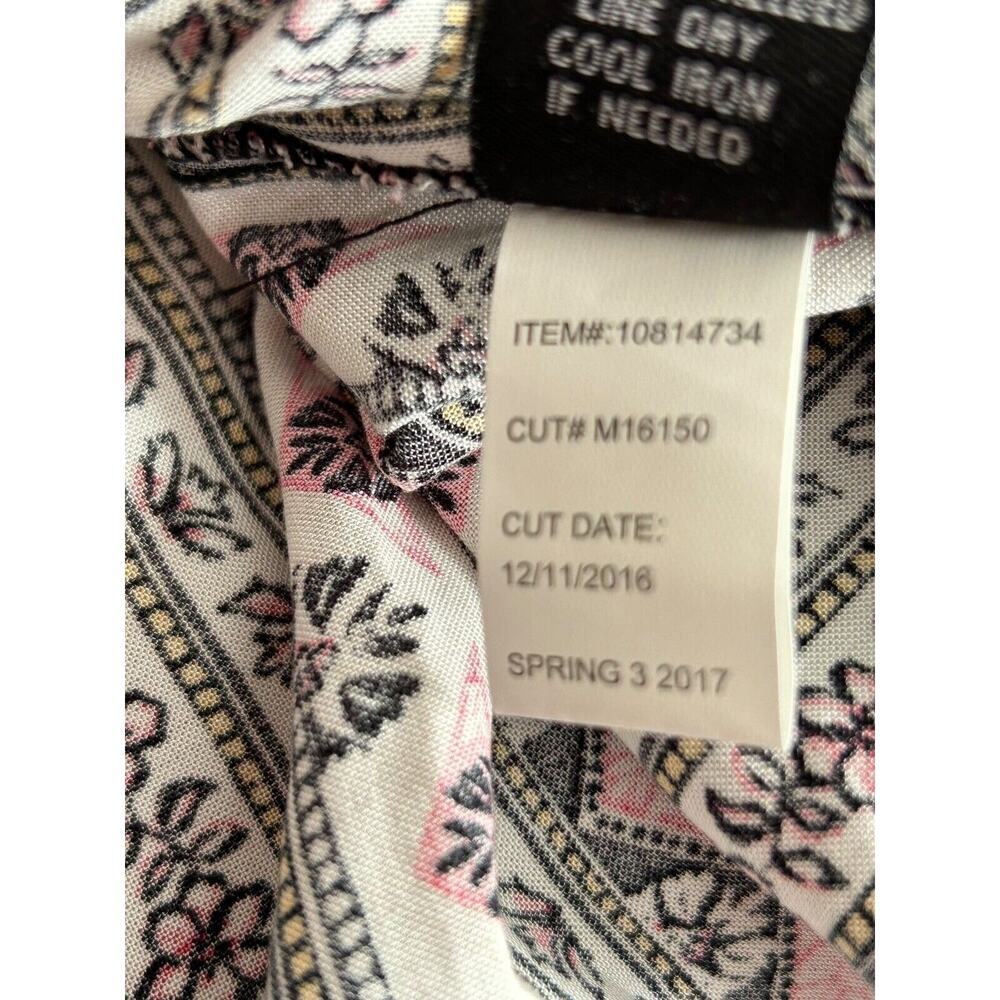 LINE DRY
COOL IRON
IF NEEDED
ITEM#:10814734
CUT# M16150
CUT DATE:
12/11/2016
SPRING 3 2017